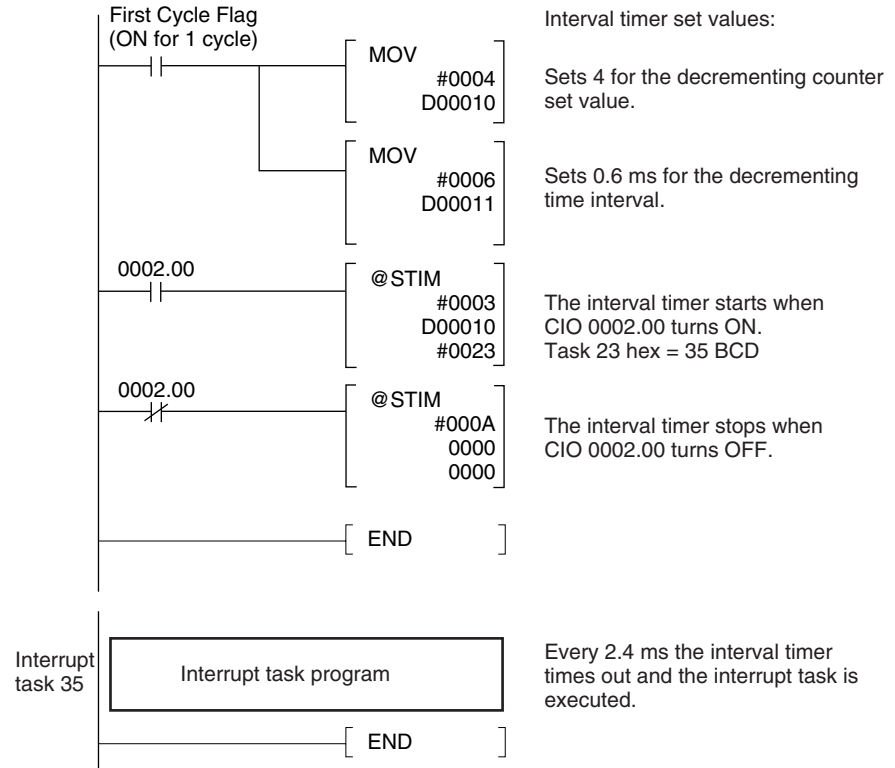 First Cycle Flag
(ON for 1 cycle)
MOV
#0004
D00010
Interval timer set values:
Sets 4 for the decrementing counter
set value.
MOV
#0006
D00011
Sets 0.6 ms for the decrementing
time interval.
0002.00
@STIM
#0003
D00010
#0023
The interval timer starts when
CIO 0002.00 turns ON.
Task 23 hex = 35 BCD
0002.00
@STIM
#000A
0000
0000
The interval timer stops when
CIO 0002.00 turns OFF.
END
Interrupt
task 35
Interrupt task program
Every 2.4 ms the interval timer
times out and the interrupt task is
executed.
END